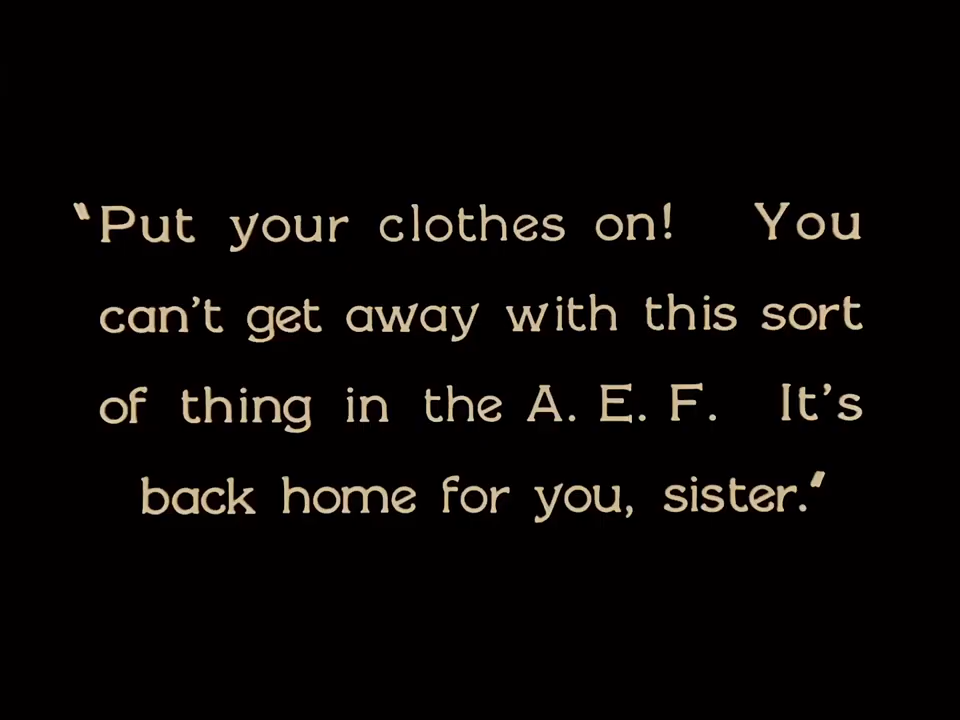 "Put your clothes on! You
can't get away with this sort
of thing in the A. E. F. It's
back home for you, sister."